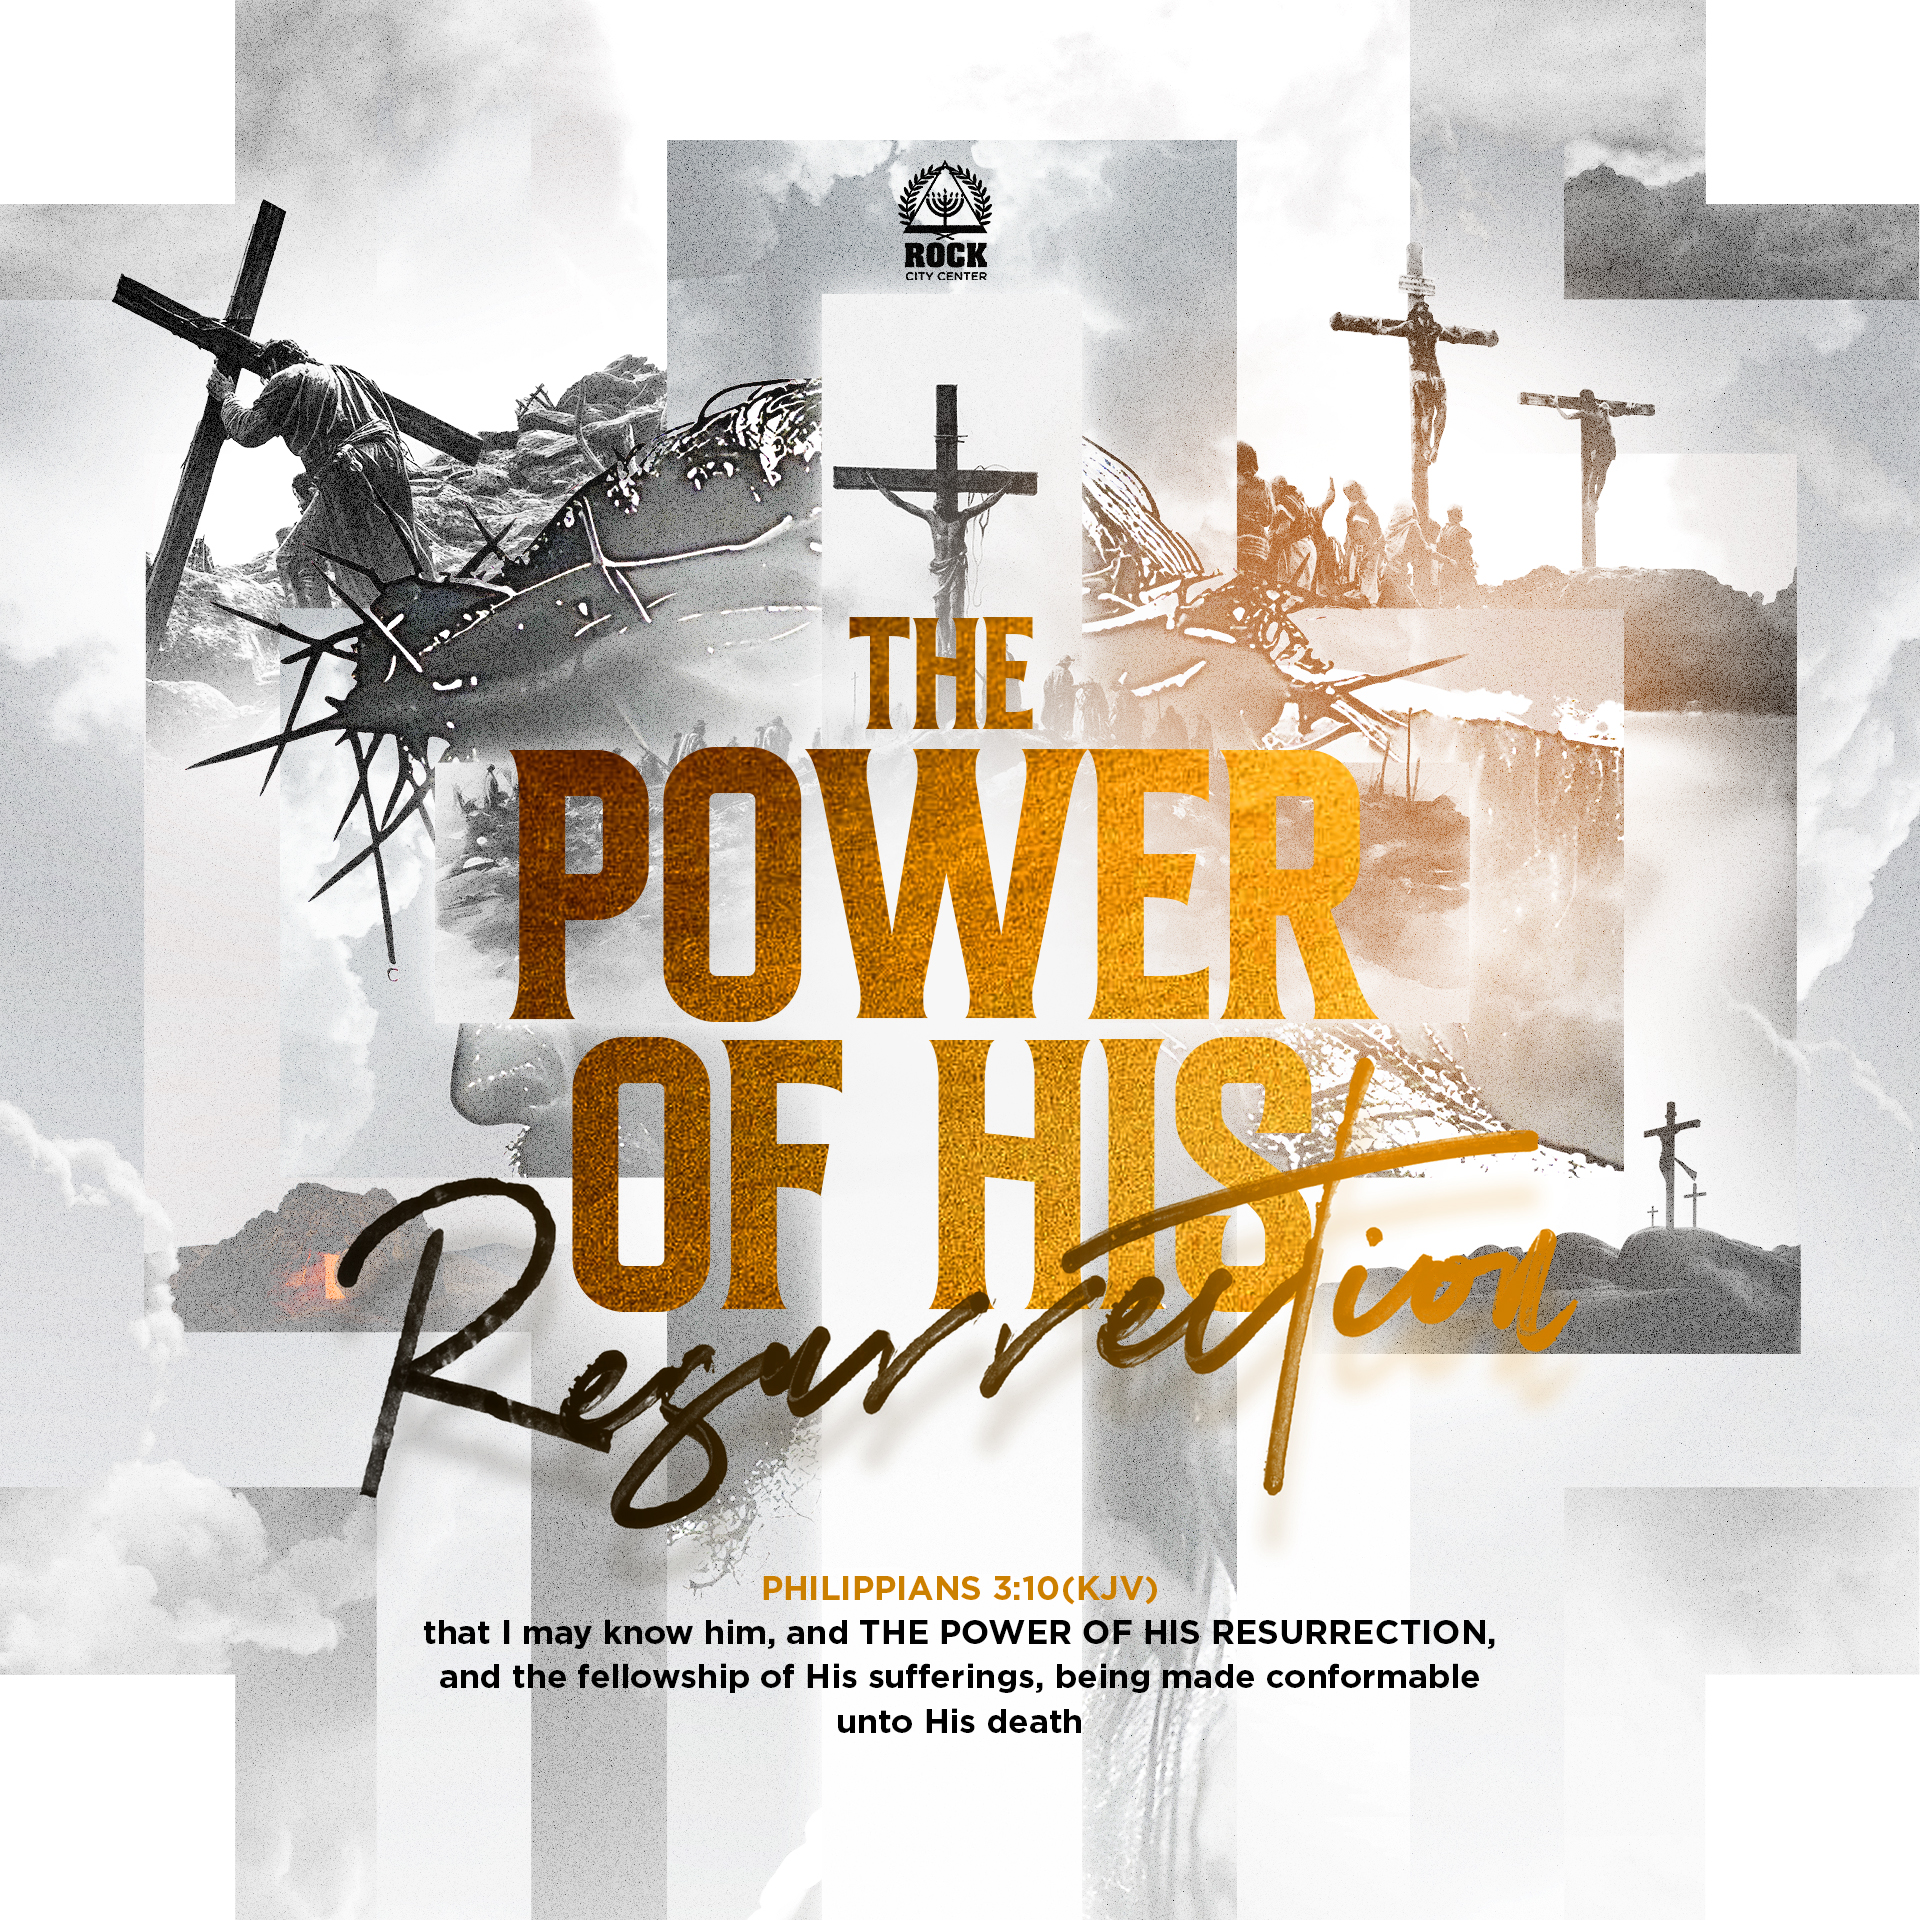 ROCK
CITY CENTER
THE
POWER
OF HIS
Resurrection
PHILIPPIANS 3:10(KJV)
that I may know him, and THE POWER OF HIS RESURRECTION,
and the fellowship of His sufferings, being made conformable
unto His death